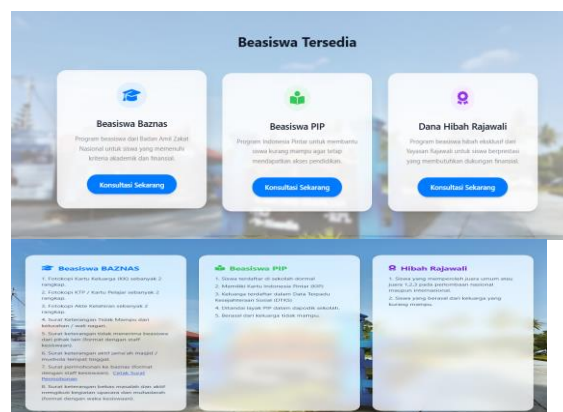 Beasiswa Tersedia
Beasiswa Baznas
Program beasiswa dari Badan Amil Zakat
Nasional untuk siswa yang memenuhi
kriteria akademik dan finansial.
Konsultasi Sekarang
Beasiswa PIP
Program Indonesia Pintar untuk membantu
siswa kurang mampu agar tetap
mendapatkan akses pendidikan.
Konsultasi Sekarang
Dana Hibah Rajawali
Program beasiswa hibah eksklusif dari
Yayasan Rajawali untuk siswa berprestasi
yang membutuhkan dukungan finansial.
Konsultasi Sekarang
Beasiswa BAZNAS
1. Fotokopi Kartu Keluarga (KK) sebanyak 2
rangkap.
2. Fotokopi KTP / Kartu Pelajar sebanyak 2
rangkap.
3. Fotokopi Akta Kelahiran sebanyak 2
rangkap.
4. Surat Keterangan Tidak Mampu dari
kelurahan / wali nagari.
5. Surat keterangan tidak menerima beasiswa
dari pihak lain (format dengan staff
kesiswaan).
6. Surat keterangan aktif jama'ah masjid /
mushola tempat tinggal.
7. Surat permohonan ke baznas (format
dengan staff kesiswaan). Cetak Surat
Permohonan
8. Surat keterangan bebas masalah dan aktif
mengikuti kegiatan upacara dan muhadarah
(format dengan waka kesiswaan).
Beasiswa PIP
1. Siswa terdaftar di sekolah formal.
2. Memiliki Kartu Indonesia Pintar (KIP).
3. Keluarga terdaftar dalam Data Terpadu
Kesejahteraan Sosial (DTKS).
4. Ditandai layak PIP dalam dapodik sekolah.
5. Berasal dari keluarga tidak mampu.
Hibah Rajawali
1. Siswa yang memperoleh juara umum atau
juara 1,2,3 pada perlombaan nasional
maupun internasional.
2. Siswa yang berasal dari keluarga yang
kurang mampu.